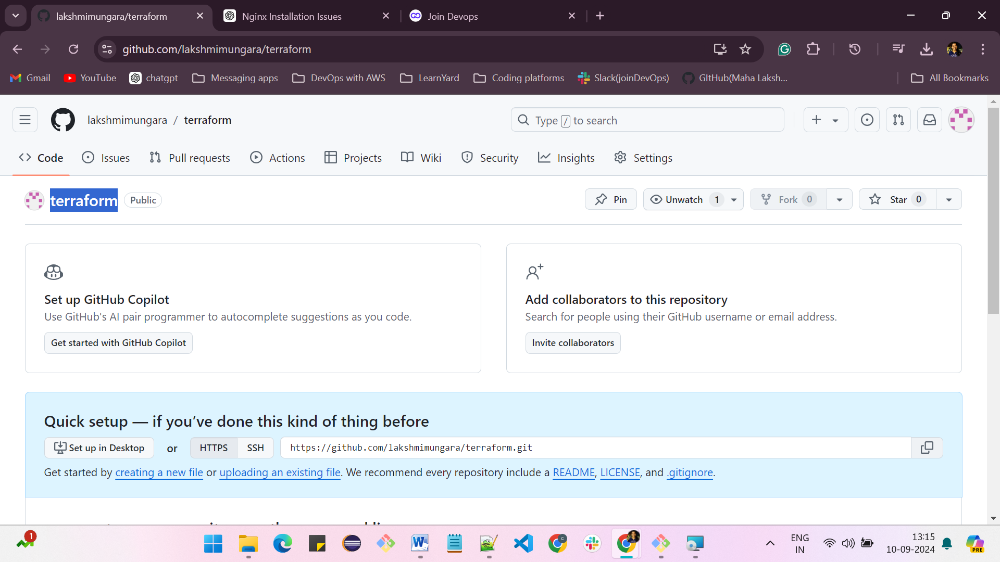 lakshmimungara/terraform
Nginx Installation Issues
Join Devops
github.com/lakshmimungara/terraform
Gmail
YouTube
chatgpt
Messaging apps
DevOps with AWS
LearnYard
Coding platforms
Slack(joinDevOps)
GItHub(Maha Laksh...
All Bookmarks
lakshmimungara / terraform
Type / to search
Code
Issues
Pull requests
Actions
Projects
Wiki
Security
Insights
Settings
terraform
Public
Pin
Unwatch 1
Fork 0
Star 0
Set up GitHub Copilot
Use GitHub's AI pair programmer to autocomplete suggestions as you code.
Get started with GitHub Copilot
Add collaborators to this repository
Search for people using their GitHub username or email address.
Invite collaborators
Quick setup — if you’ve done this kind of thing before
Set up in Desktop
or
HTTPS
SSH
https://github.com/lakshmimungara/terraform.git
Get started by creating a new file or uploading an existing file. We recommend every repository include a README, LICENSE, and .gitignore.
1
ENG
IN
13:15
10-09-2024
PRE